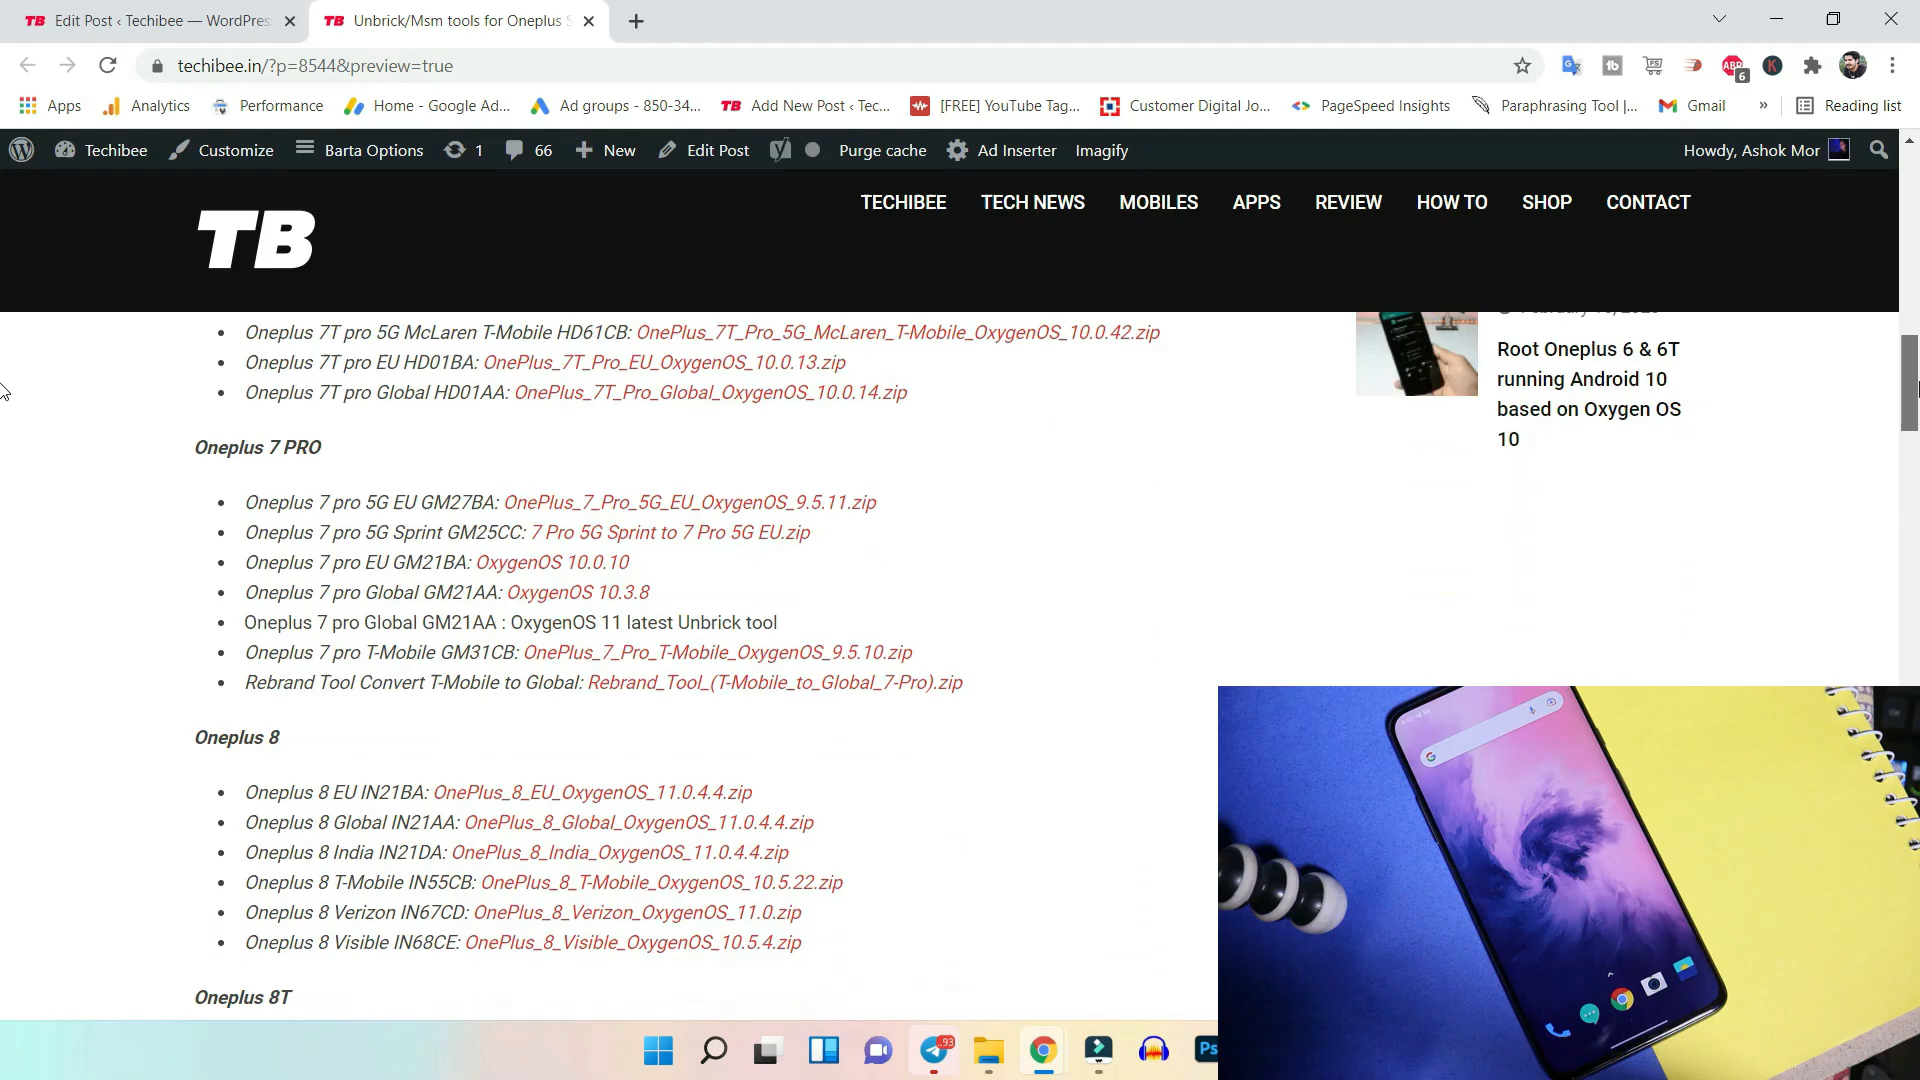 TB Edit Post ‹ Techibee — WordPres
TB Unbrick/Msm tools for Oneplus S
techibee.in/?p=8544&preview=true
6
Apps
Analytics
Performance
Home - Google Ad...
Ad groups - 850-34...
TB Add New Post ‹ Tec...
[FREE] YouTube Tag...
Customer Digital Jo...
PageSpeed Insights
Paraphrasing Tool |...
Gmail
»
Reading list
Techibee
Customize
Barta Options
1
66
New
Edit Post
Purge cache
Ad Inserter
Imagify
Howdy, Ashok Mor
TB
TECHIBEE
TECH NEWS
MOBILES
APPS
REVIEW
HOW TO
SHOP
CONTACT
Oneplus 7T pro 5G McLaren T-Mobile HD61CB: OnePlus_7T_Pro_5G_McLaren_T-Mobile_OxygenOS_10.0.42.zip
Oneplus 7T pro EU HD01BA: OnePlus_7T_Pro_EU_OxygenOS_10.0.13.zip
Oneplus 7T pro Global HD01AA: OnePlus_7T_Pro_Global_OxygenOS_10.0.14.zip
Root Oneplus 6 & 6T
running Android 10
based on Oxygen OS
10
Oneplus 7 PRO
Oneplus 7 pro 5G EU GM27BA: OnePlus_7_Pro_5G_EU_OxygenOS_9.5.11.zip
Oneplus 7 pro 5G Sprint GM25CC: 7 Pro 5G Sprint to 7 Pro 5G EU.zip
Oneplus 7 pro EU GM21BA: OxygenOS 10.0.10
Oneplus 7 pro Global GM21AA: OxygenOS 10.3.8
Oneplus 7 pro Global GM21AA : OxygenOS 11 latest Unbrick tool
Oneplus 7 pro T-Mobile GM31CB: OnePlus_7_Pro_T-Mobile_OxygenOS_9.5.10.zip
Rebrand Tool Convert T-Mobile to Global: Rebrand_Tool_(T-Mobile_to_Global_7-Pro).zip
Oneplus 8
Oneplus 8 EU IN21BA: OnePlus_8_EU_OxygenOS_11.0.4.4.zip
Oneplus 8 Global IN21AA: OnePlus_8_Global_OxygenOS_11.0.4.4.zip
Oneplus 8 India IN21DA: OnePlus_8_India_OxygenOS_11.0.4.4.zip
Oneplus 8 T-Mobile IN55CB: OnePlus_8_T-Mobile_OxygenOS_10.5.22.zip
Oneplus 8 Verizon IN67CD: OnePlus_8_Verizon_OxygenOS_11.0.zip
Oneplus 8 Visible IN68CE: OnePlus_8_Visible_OxygenOS_10.5.4.zip
Oneplus 8T
Ps